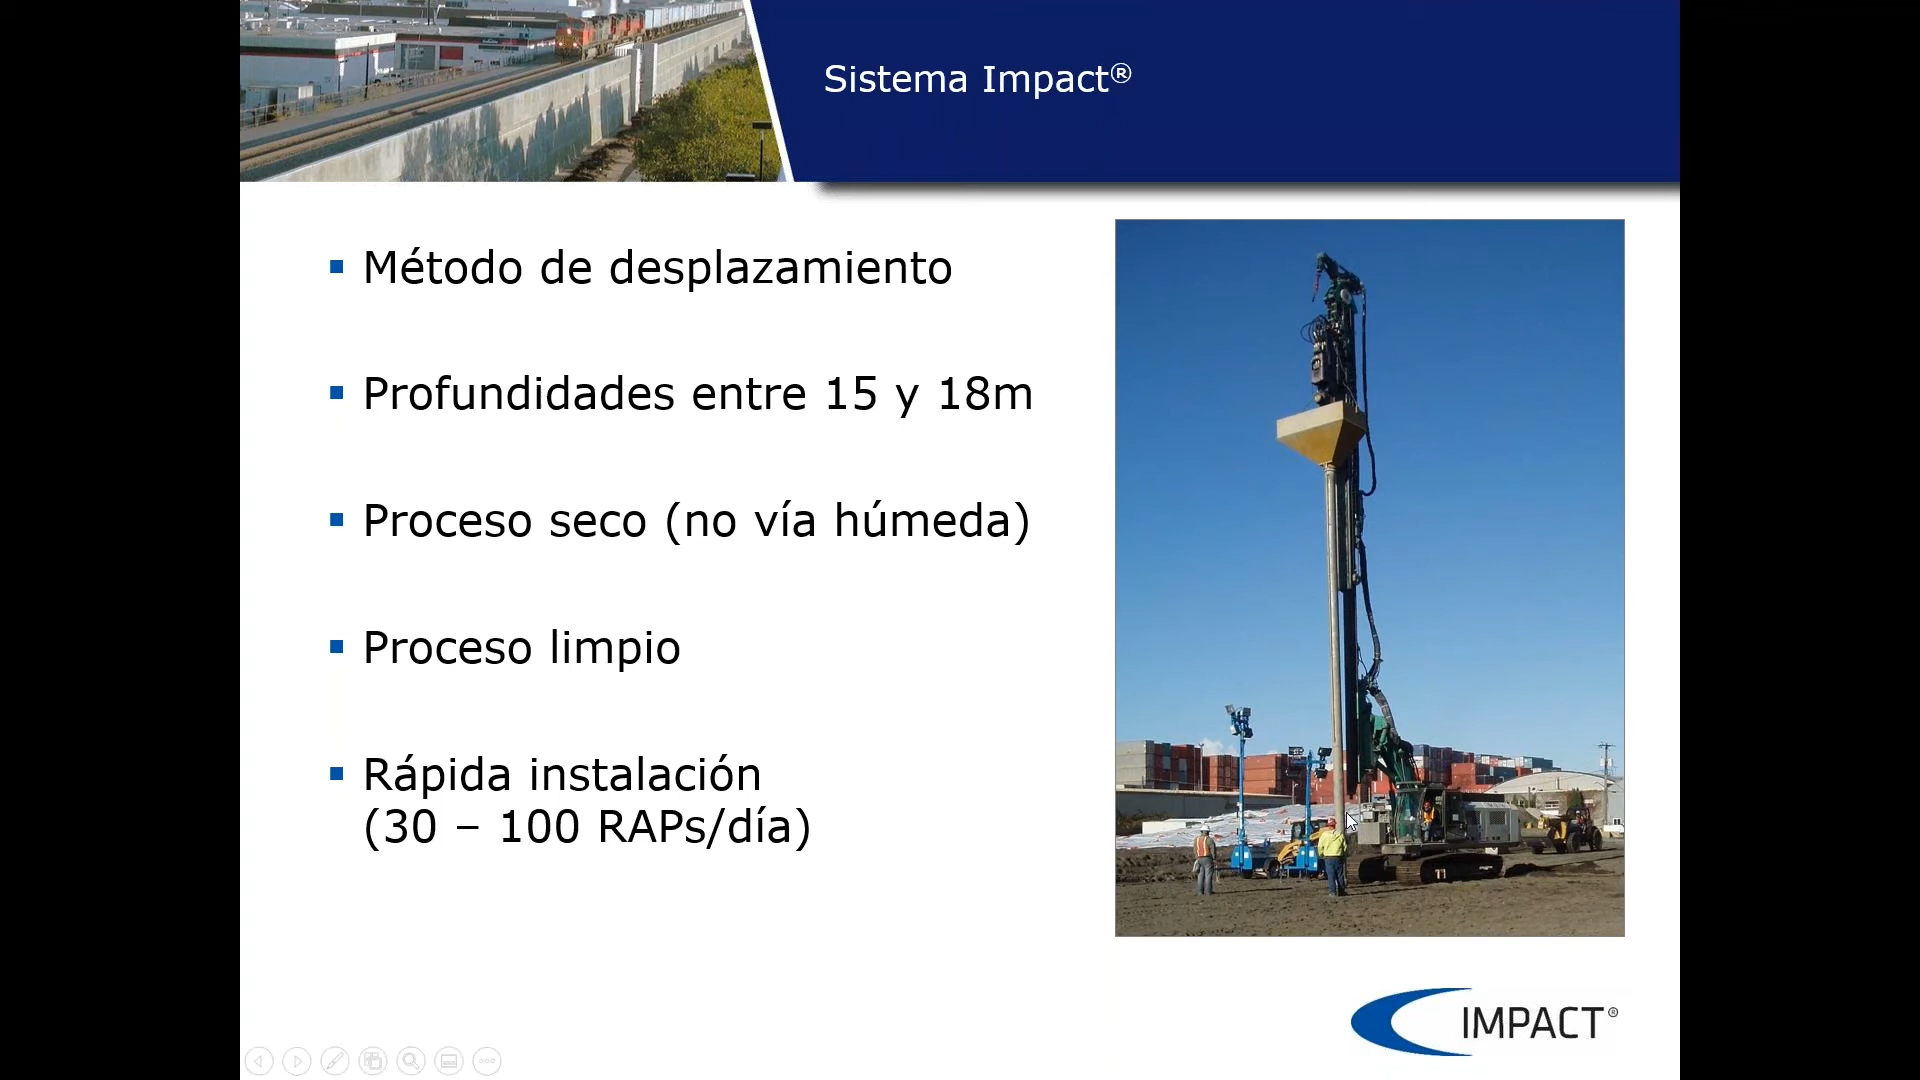 Sistema Impact®
Método de desplazamiento
Profundidades entre 15 y 18m
Proceso seco (no vía húmeda)
Proceso limpio
Rápida instalación
(30 – 100 RAPs/día)
IMPACT®